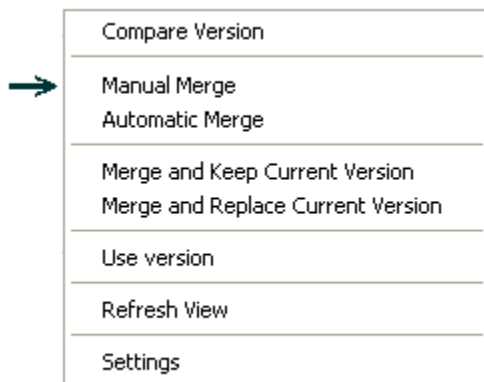 Compare Version
Manual Merge
Automatic Merge
Merge and Keep Current Version
Merge and Replace Current Version
Use version
Refresh View
Settings